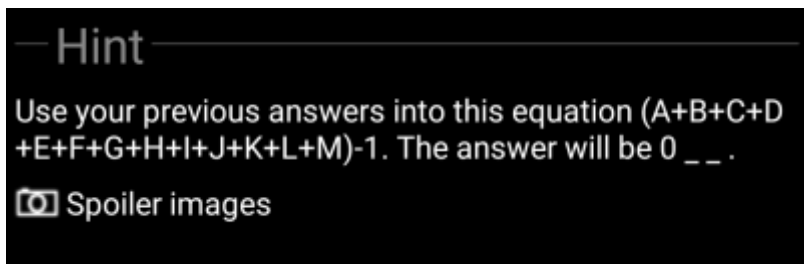 Hint
Use your previous answers into this equation (A+B+C+D
+E+F+G+H+I+J+K+L+M)-1. The answer will be 0 _ _ .
Spoiler images